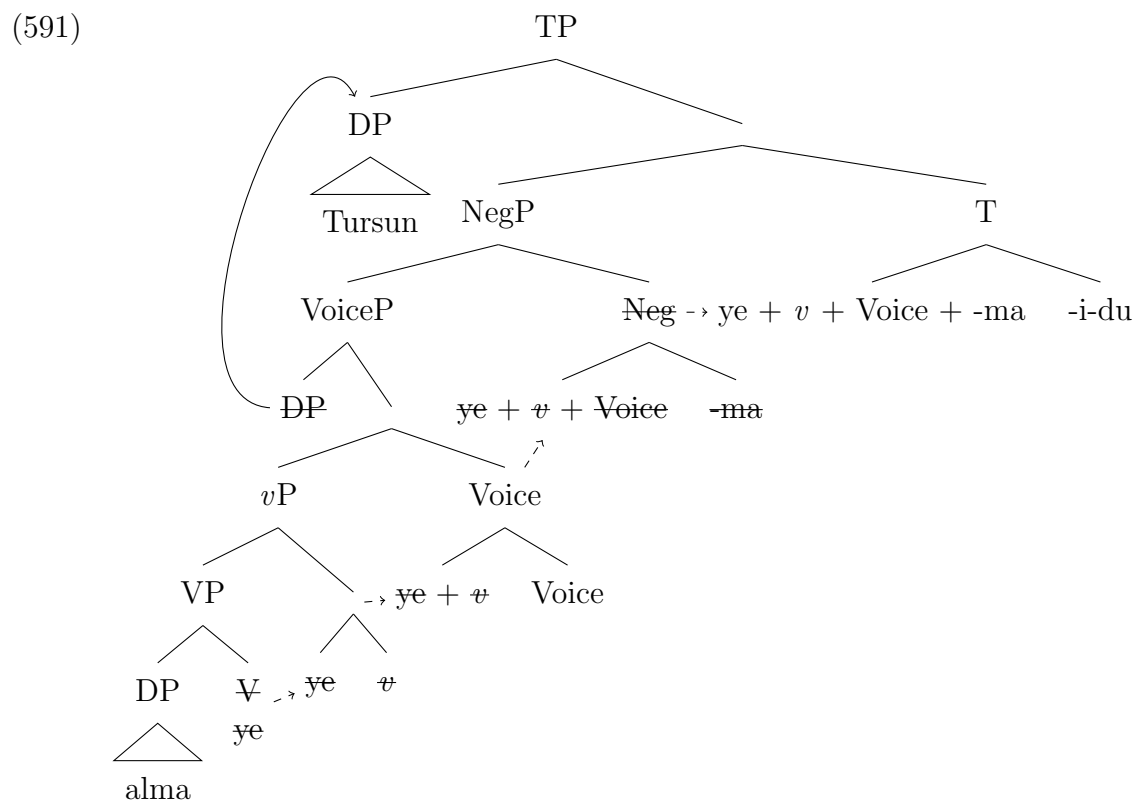 (591) TP
DP
Tursun NegP T
VoiceP Neg ye + v + Voice + -ma -i-du
DP ye + v + Voice -ma
vP Voice
VP ye + v Voice
DP V ye v
ye
alma